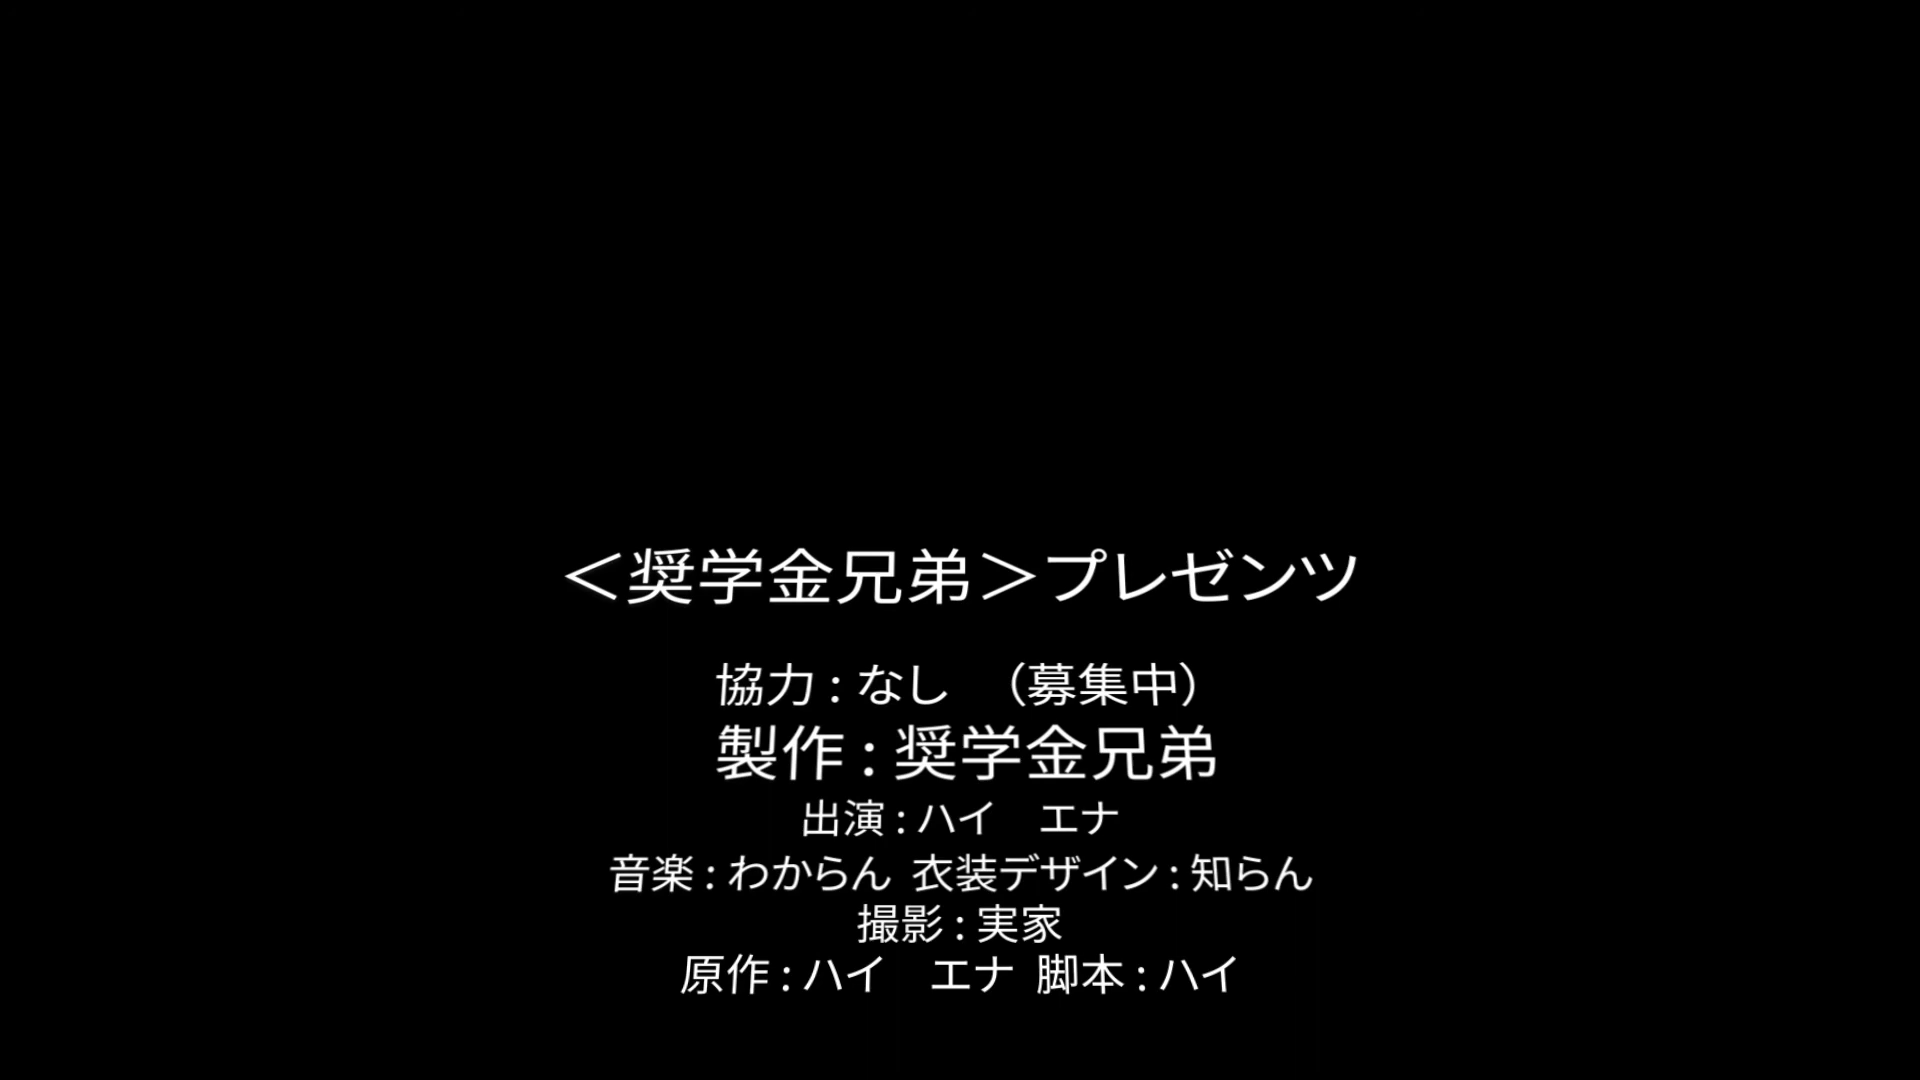 ＜奨学金兄弟＞プレゼンツ
協力 : なし　（募集中）
製作 : 奨学金兄弟
出演 : ハイ　エナ
音楽 : わからん 衣装デザイン : 知らん
撮影 : 実家
原作 : ハイ　エナ 脚本 : ハイ